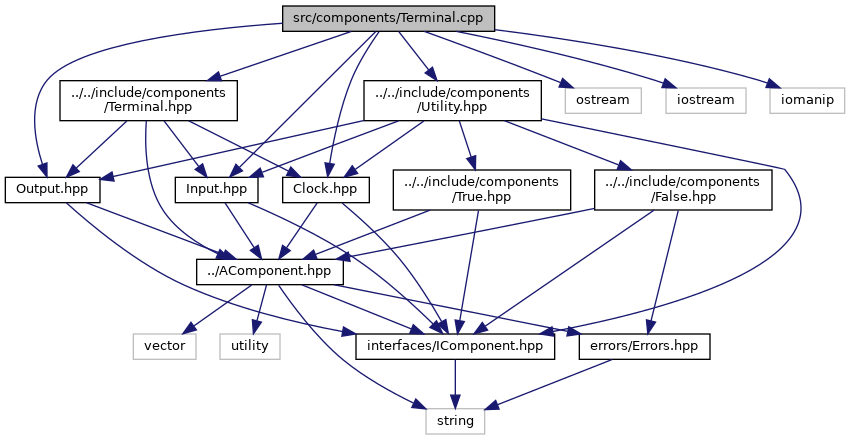 src/components/Terminal.cpp
../../include/components
/Terminal.hpp
../../include/components
/Utility.hpp
ostream
iostream
iomanip
Output.hpp
Input.hpp
Clock.hpp
../../include/components
/True.hpp
../../include/components
/False.hpp
../AComponent.hpp
vector
utility
interfaces/IComponent.hpp
errors/Errors.hpp
string